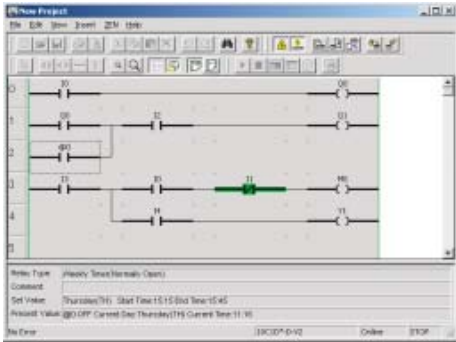 New Project
File Edit View Insert ZEN Help
0
I0
Q0
1
Q0
I2
Q1
2
@0
3
I3
I1
M0
4
I4
Y1
5
Relay Type Weekly Timer(Normally Open)
Comment
Set Value Thursday(TH) Start Time:15:15 End Time:15:45
Present Value @0:OFF Current Day:Thursday(TH) Current Time:11:16
No Error
Online
STOP